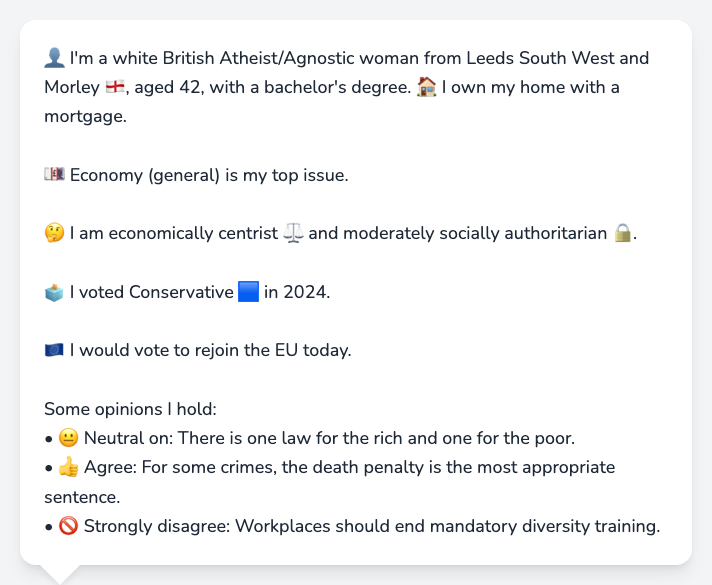 👤 I'm a white British Atheist/Agnostic woman from Leeds South West and
Morley 🏴󠁧󠁢󠁥󠁮󠁧󠁿, aged 42, with a bachelor's degree. 🏠 I own my home with a
mortgage.
💷 Economy (general) is my top issue.
🤔 I am economically centrist ⚖️ and moderately socially authoritarian 🔒.
🗳️ I voted Conservative 🟦 in 2024.
🇪🇺 I would vote to rejoin the EU today.
Some opinions I hold:
• 😐 Neutral on: There is one law for the rich and one for the poor.
• 👍 Agree: For some crimes, the death penalty is the most appropriate
sentence.
• 🚫 Strongly disagree: Workplaces should end mandatory diversity training.